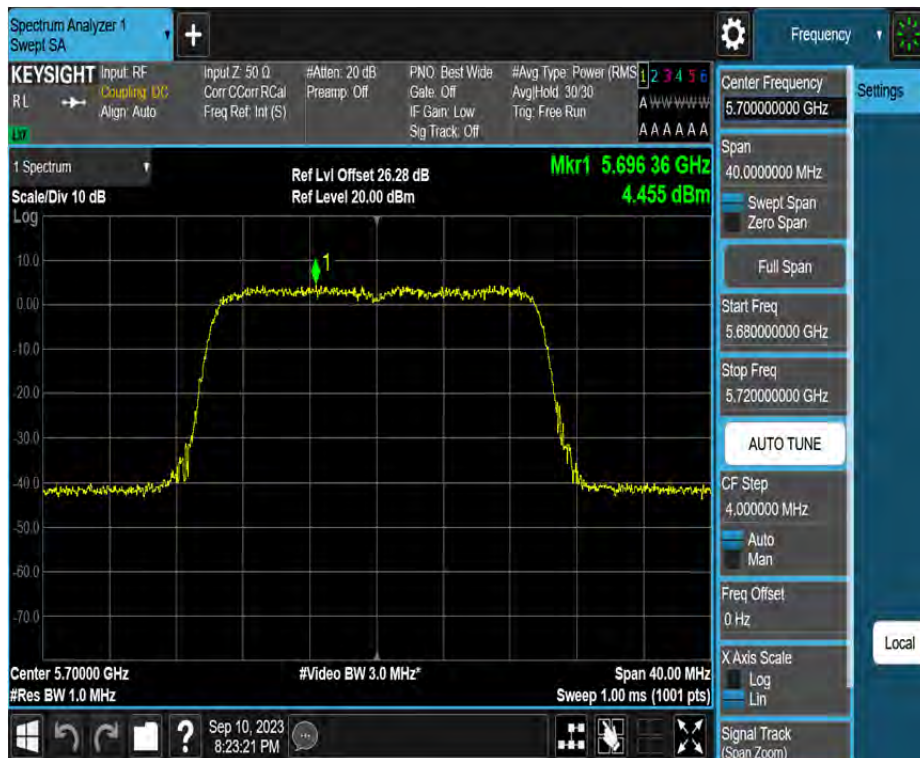 Spectrum Analyzer 1
Swept SA
+
Frequency
KEYSIGHT
RL
LXI
Input: RF
Coupling: DC
Align: Auto
Input Z: 50 Ω
Corr CCorr RCal
Freq Ref: Int (S)
#Atten: 20 dB
Preamp: Off
PNO: Best Wide
Gate: Off
IF Gain: Low
Sig Track: Off
#Avg Type: Power (RMS
Avg|Hold: 30/30
Trig: Free Run
1 2 3 4 5 6
A W W W W W
A A A A A A
1 Spectrum
Scale/Div 10 dB
Log
Ref Lvl Offset 26.28 dB
Ref Level 20.00 dBm
Mkr1 5.696 36 GHz
4.455 dBm
1
10.0
0.00
-10.0
-20.0
-30.0
-40.0
-50.0
-60.0
-70.0
Center 5.70000 GHz
#Res BW 1.0 MHz
#Video BW 3.0 MHz*
Span 40.00 MHz
Sweep 1.00 ms (1001 pts)
?
Sep 10, 2023
8:23:21 PM
Center Frequency
5.700000000 GHz
Span
40.0000000 MHz
Swept Span
Zero Span
Full Span
Start Freq
5.680000000 GHz
Stop Freq
5.720000000 GHz
AUTO TUNE
CF Step
4.000000 MHz
Auto
Man
Freq Offset
0 Hz
X Axis Scale
Log
Lin
Signal Track
(Span Zoom)
Settings
Local